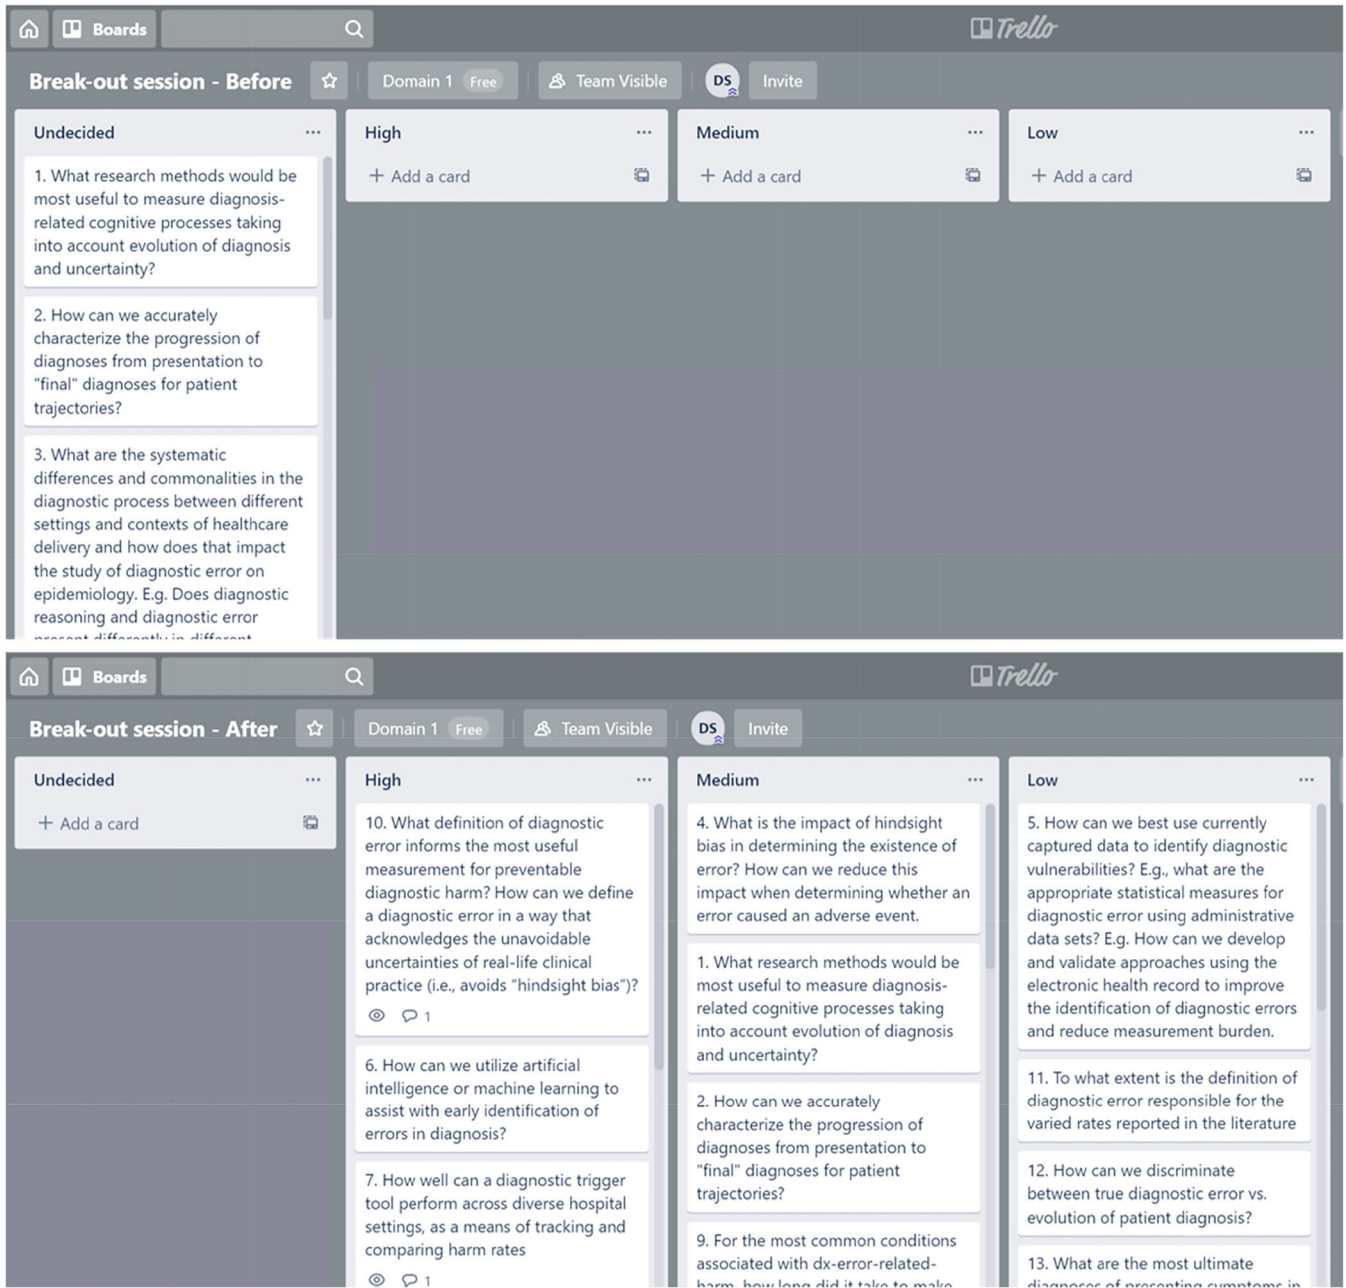 Boards
Trello
Break-out session - Before
Domain 1 Free
Team Visible
DS
Invite
Undecided
1. What research methods would be
most useful to measure diagnosis-
related cognitive processes taking
into account evolution of diagnosis
and uncertainty?
2. How can we accurately
characterize the progression of
diagnoses from presentation to
"final" diagnoses for patient
trajectories?
3. What are the systematic
differences and commonalities in the
diagnostic process between different
settings and contexts of healthcare
delivery and how does that impact
the study of diagnostic error on
epidemiology. E.g. Does diagnostic
reasoning and diagnostic error
present differently in different
High
+ Add a card
Medium
+ Add a card
Low
+ Add a card
Boards
Trello
Break-out session - After
Domain 1 Free
Team Visible
DS
Invite
Undecided
+ Add a card
High
10. What definition of diagnostic
error informs the most useful
measurement for preventable
diagnostic harm? How can we define
a diagnostic error in a way that
acknowledges the unavoidable
uncertainties of real-life clinical
practice (i.e., avoids “hindsight bias”)?
1
6. How can we utilize artificial
intelligence or machine learning to
assist with early identification of
errors in diagnosis?
7. How well can a diagnostic trigger
tool perform across diverse hospital
settings, as a means of tracking and
comparing harm rates
1
Medium
4. What is the impact of hindsight
bias in determining the existence of
error? How can we reduce this
impact when determining whether an
error caused an adverse event.
1. What research methods would be
most useful to measure diagnosis-
related cognitive processes taking
into account evolution of diagnosis
and uncertainty?
2. How can we accurately
characterize the progression of
diagnoses from presentation to
"final" diagnoses for patient
trajectories?
9. For the most common conditions
associated with dx-error-related-
harm, how long did it take to make
Low
5. How can we best use currently
captured data to identify diagnostic
vulnerabilities? E.g., what are the
appropriate statistical measures for
diagnostic error using administrative
data sets? E.g. How can we develop
and validate approaches using the
electronic health record to improve
the identification of diagnostic errors
and reduce measurement burden.
11. To what extent is the definition of
diagnostic error responsible for the
varied rates reported in the literature
12. How can we discriminate
between true diagnostic error vs.
evolution of patient diagnosis?
13. What are the most ultimate
diagnoses of presenting symptoms in